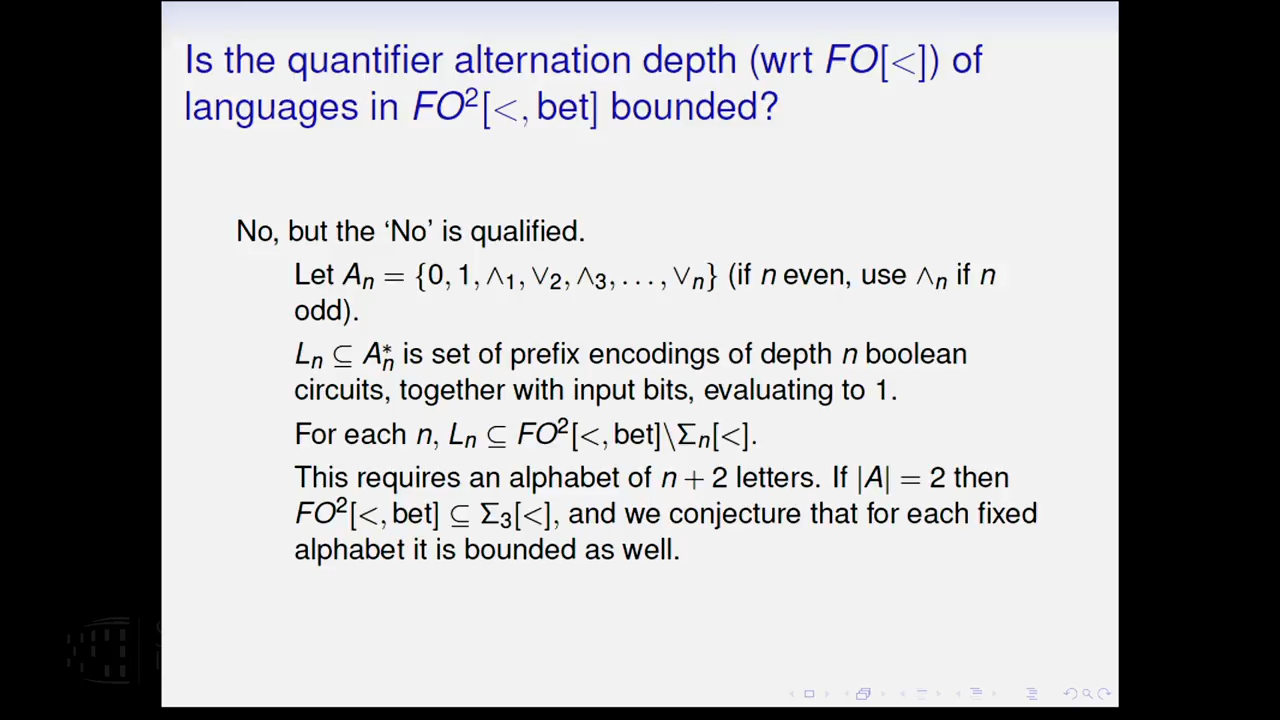 Is the quantifier alternation depth (wrt FO[<]) of
languages in FO²[<, bet] bounded?
No, but the ‘No’ is qualified.
Let Aₙ = {0, 1, ∧₁, ∨₂, ∧₃, . . . , ∨ₙ} (if n even, use ∧ₙ if n
odd).
Lₙ ⊆ Aₙ* is set of prefix encodings of depth n boolean
circuits, together with input bits, evaluating to 1.
For each n, Lₙ ⊆ FO²[<, bet]\Σₙ[<].
This requires an alphabet of n + 2 letters. If |A| = 2 then
FO²[<, bet] ⊆ Σ₃[<], and we conjecture that for each fixed
alphabet it is bounded as well.